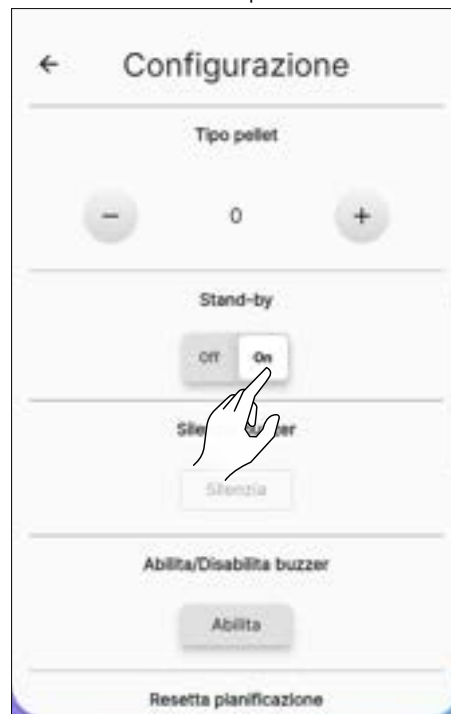 ← Configurazione
Tipo pellet
− 0 +
Stand-by
Off On
Silenzia
Abilita/Disabilita buzzer
Abilita
Resetta pianificazione